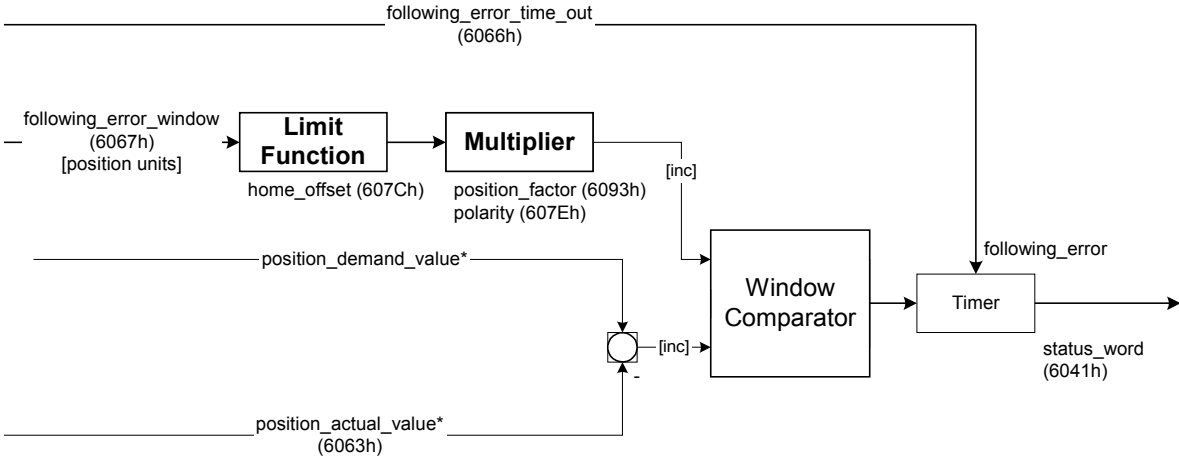 following_error_time_out
(6066h)
following_error_window
(6067h)
[position units]
Limit
Function
home_offset (607Ch)
Multiplier
position_factor (6093h)
polarity (607Eh)
[inc]
position_demand_value*
Window
Comparator
following_error
Timer
[inc]
-
status_word
(6041h)
position_actual_value*
(6063h)